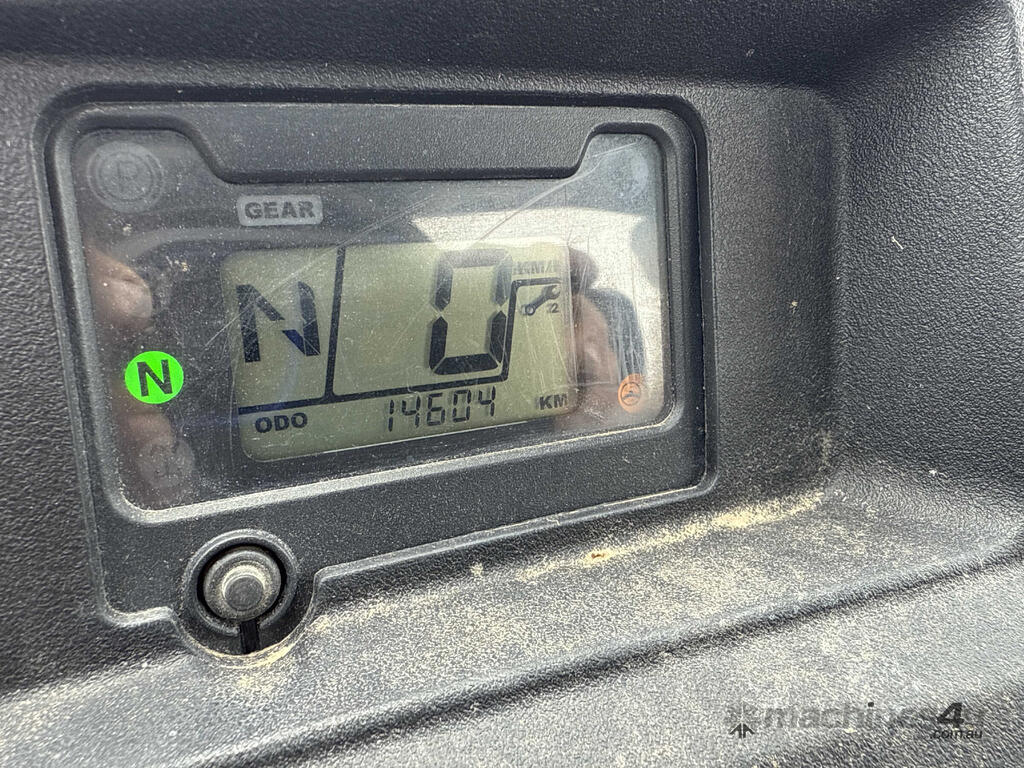 R
GEAR
N 0 KM/H
2
N
ODO 14604 KM
machines4u
.com.au